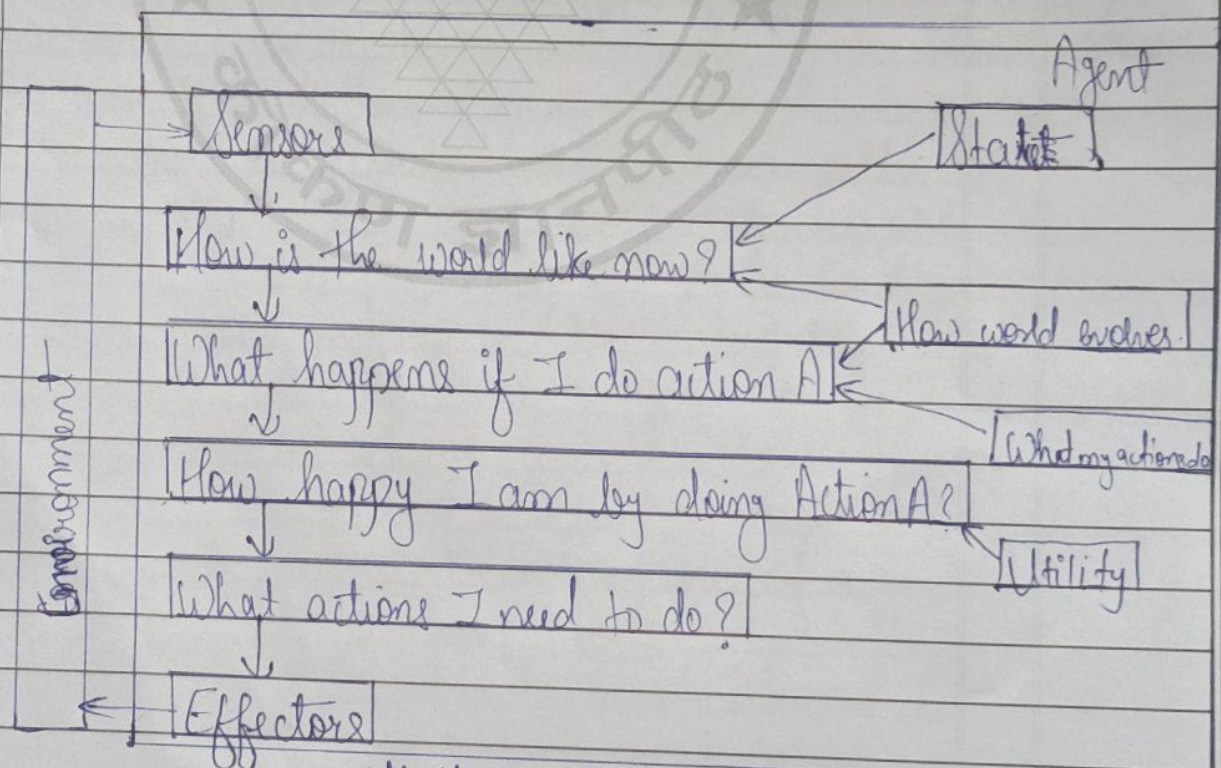 Agent
Sensors
State
How is the world like now?
How world evolves.
What happens if I do action A
What my actions do
How happy I am by doing Action A?
Utility
What actions I need to do?
Effectors
Environment
ज्ञानपीठ